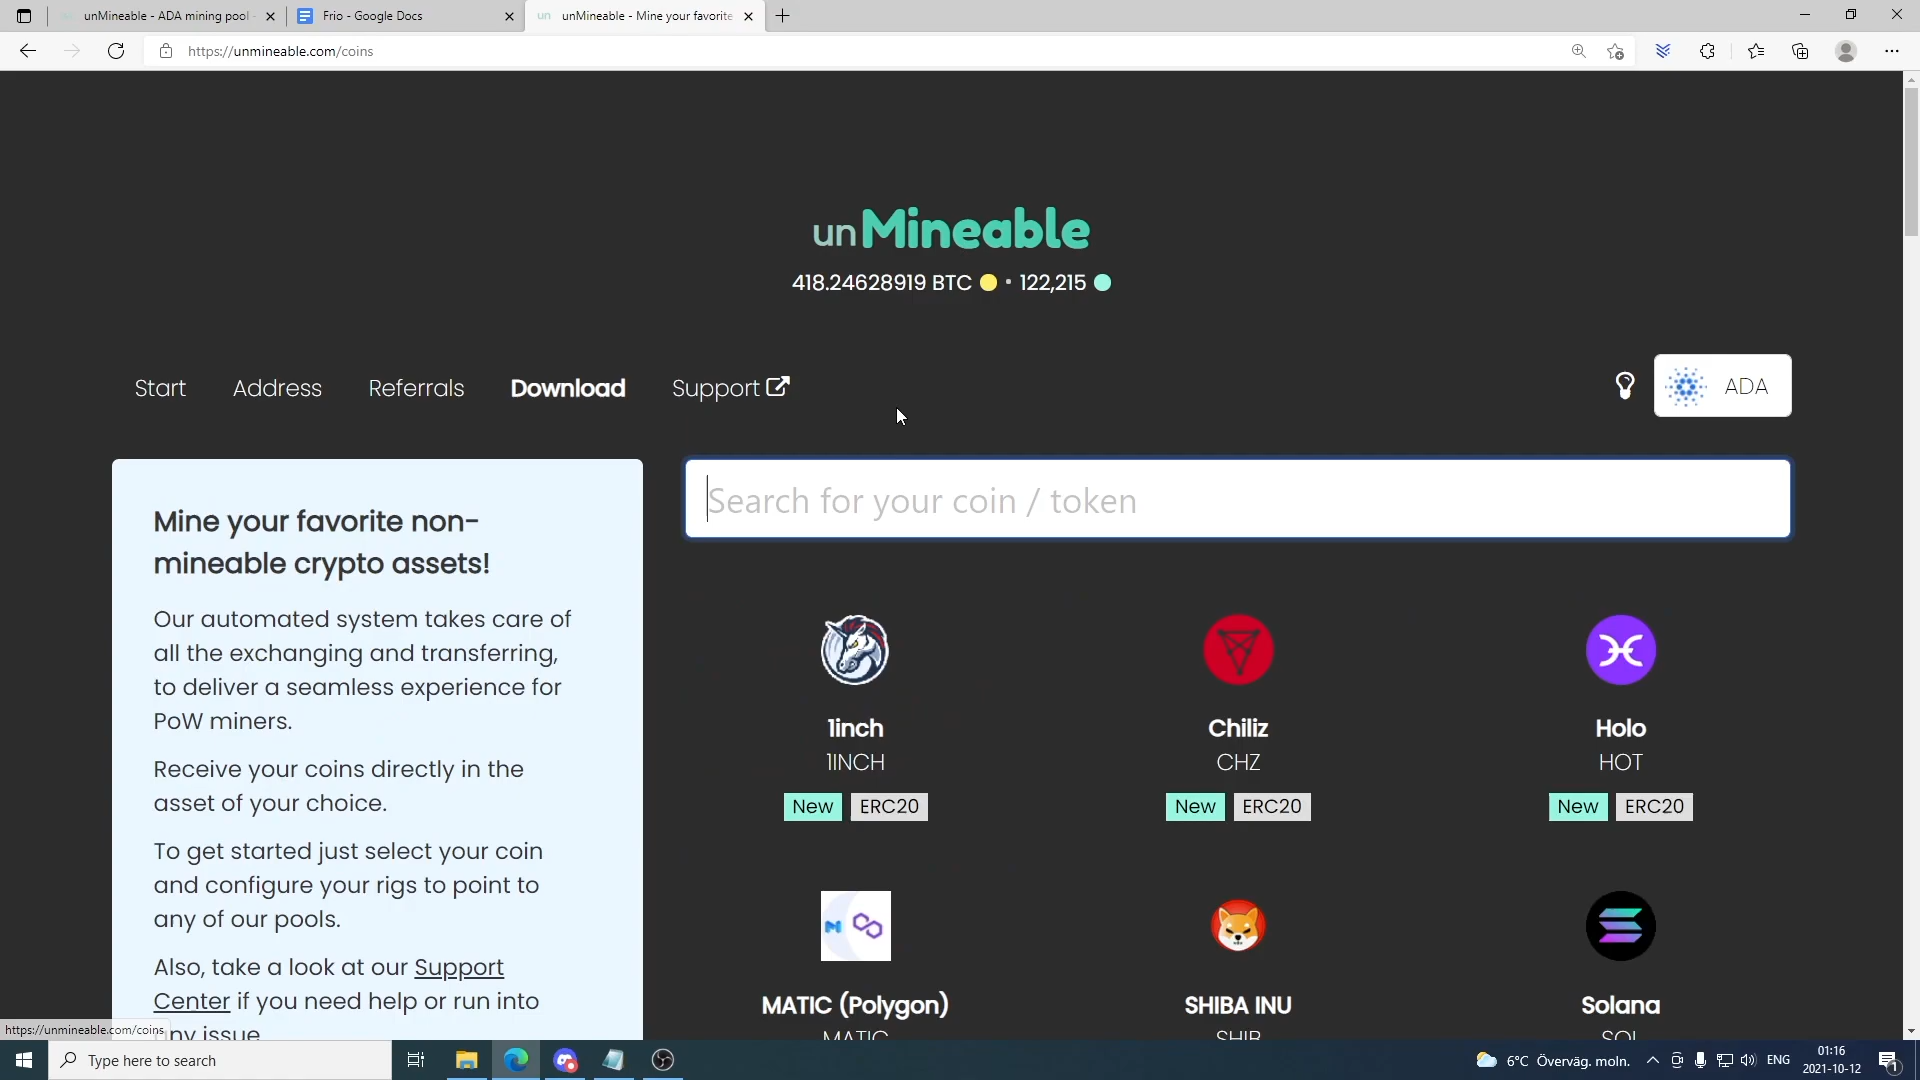 unMineable - ADA mining pool -
Frio - Google Docs
un
unMineable - Mine your favorite
https://unmineable.com/coins
unMineable
418.24628919 BTC • 122,215
Start
Address
Referrals
Download
Support
ADA
Search for your coin / token
Mine your favorite non-
mineable crypto assets!
Our automated system takes care of
all the exchanging and transferring,
to deliver a seamless experience for
PoW miners.
Receive your coins directly in the
asset of your choice.
To get started just select your coin
and configure your rigs to point to
any of our pools.
Also, take a look at our Support
Center if you need help or run into
any issue
1inch
1INCH
New ERC20
Chiliz
CHZ
New ERC20
Holo
HOT
New ERC20
MATIC (Polygon)
MATIC
SHIBA INU
SHIB
Solana
SOL
https://unmineable.com/coins
Type here to search
6°C Överväg. moln.
ENG
01:16
2021-10-12
1